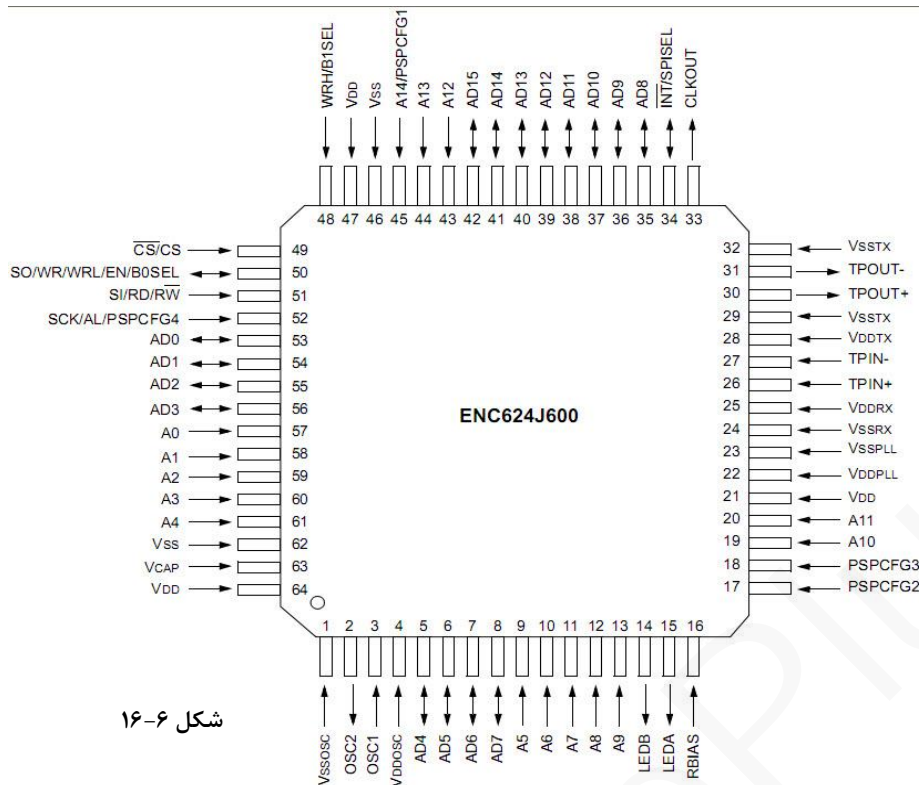 WRH/B1SEL
VDD
VSS
A14/PSPCFG1
A13
A12
AD15
AD14
AD13
AD12
AD11
AD10
AD9
AD8
INT/SPISEL
CLKOUT
48 47 46 45 44 43 42 41 40 39 38 37 36 35 34 33
CS/CS 49
SO/WR/WRL/EN/B0SEL 50
SI/RD/RW 51
SCK/AL/PSPCFG4 52
AD0 53
AD1 54
AD2 55
AD3 56
A0 57
A1 58
A2 59
A3 60
A4 61
VSS 62
VCAP 63
VDD 64
ENC624J600
32 VSSTX
31 TPOUT-
30 TPOUT+
29 VSSTX
28 VDDTX
27 TPIN-
26 TPIN+
25 VDDRX
24 VSSRX
23 VSSPLL
22 VDDPLL
21 VDD
20 A11
19 A10
18 PSPCFG3
17 PSPCFG2
1 2 3 4 5 6 7 8 9 10 11 12 13 14 15 16
VSSOSC
OSC2
OSC1
VDDOSC
AD4
AD5
AD6
AD7
A5
A6
A7
A8
A9
LEDB
LEDA
RBIAS
شکل ۶-۱۶